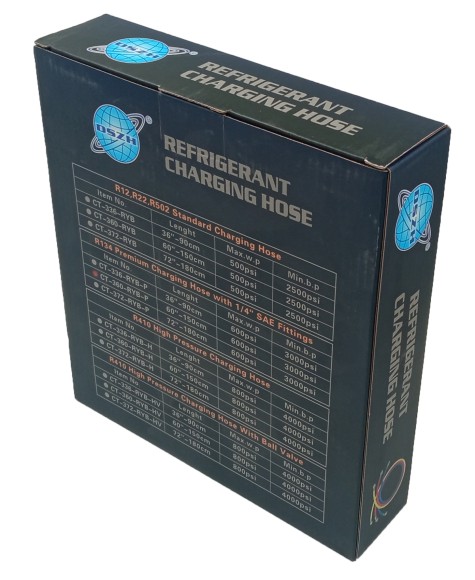 DSZH
REFRIGERANT
CHARGING HOSE
DSZH
REFRIGERANT
CHARGING HOSE
R12,R22,R502 Standard Charging Hose
Item No Lenght Max.w.p Min.b.p
CT-336-RYB 36"-90cm 500psi 2500psi
CT-360-RYB 60"-150cm 500psi 2500psi
CT-372-RYB 72"-180cm 500psi 2500psi
R134 Premium Charging Hose with 1/4" SAE Fittings
Item No Lenght Max.w.p Min.b.p
CT-336-RYB-P 36"-90cm 600psi 3000psi
CT-360-RYB-P 60"-150cm 600psi 3000psi
CT-372-RYB-P 72"-180cm 600psi 3000psi
R410 High Pressure Charging Hose
Item No Lenght Max.w.p Min.b.p
CT-336-RYB-H 36"-90cm 800psi 4000psi
CT-360-RYB-H 60"-150cm 800psi 4000psi
CT-372-RYB-H 72"-180cm 800psi 4000psi
R410 High Pressure Charging Hose With Ball Valve
Item No Lenght Max.w.p Min.b.p
CT-336-RYB-HV 36"-90cm 800psi 4000psi
CT-360-RYB-HV 60"-150cm 800psi 4000psi
CT-372-RYB-HV 72"-180cm 800psi 4000psi
DSZH
REFRIGERANT
CHARGING HOSE